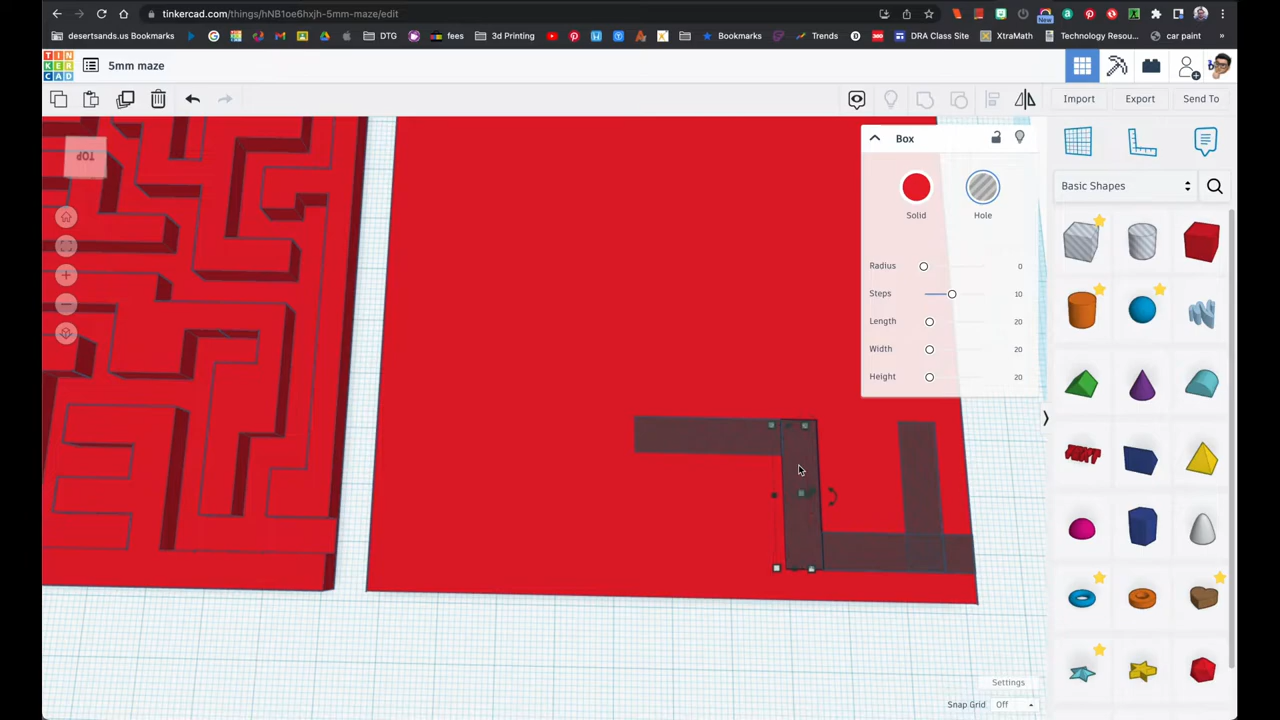 tinkercad.com/things/hNB1oe6hxjh-5mm-maze/edit
New
desertsands.us Bookmarks
DTG
fees
3d Printing
Bookmarks
Trends
DRA Class Site
XtraMath
Technology Resou...
car paint
TIN
KER
CAD
5mm maze
Import
Export
Send To
TOP
Box
Solid
Hole
Radius 0
Steps 10
Length 20
Width 20
Height 20
Basic Shapes
TEXT
Settings
Snap Grid Off